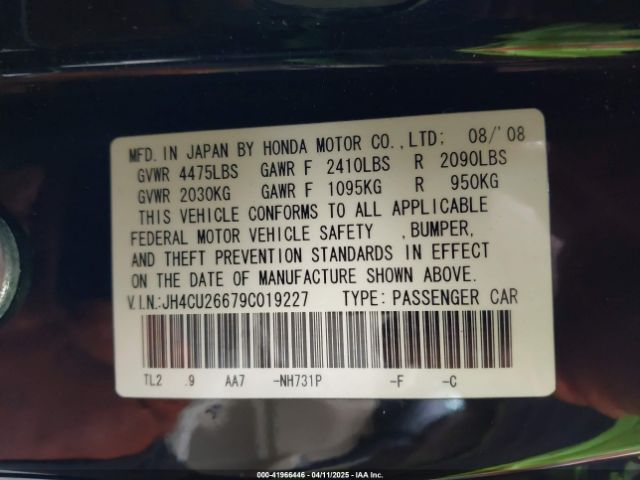 MFD. IN JAPAN BY HONDA MOTOR CO.,LTD; 08/'08
GVWR 4475LBS GAWR F 2410LBS R 2090LBS
GVWR 2030KG GAWR F 1095KG R 950KG
THIS VEHICLE CONFORMS TO ALL APPLICABLE
FEDERAL MOTOR VEHICLE SAFETY ,BUMPER,
AND THEFT PREVENTION STANDARDS IN EFFECT
ON THE DATE OF MANUFACTURE SHOWN ABOVE.
V.I.N:JH4CU26679C019227 TYPE: PASSENGER CAR
TL2 .9 AA7 -NH731P -F -C
000-41966446 - 04/11/2025 - IAA Inc.